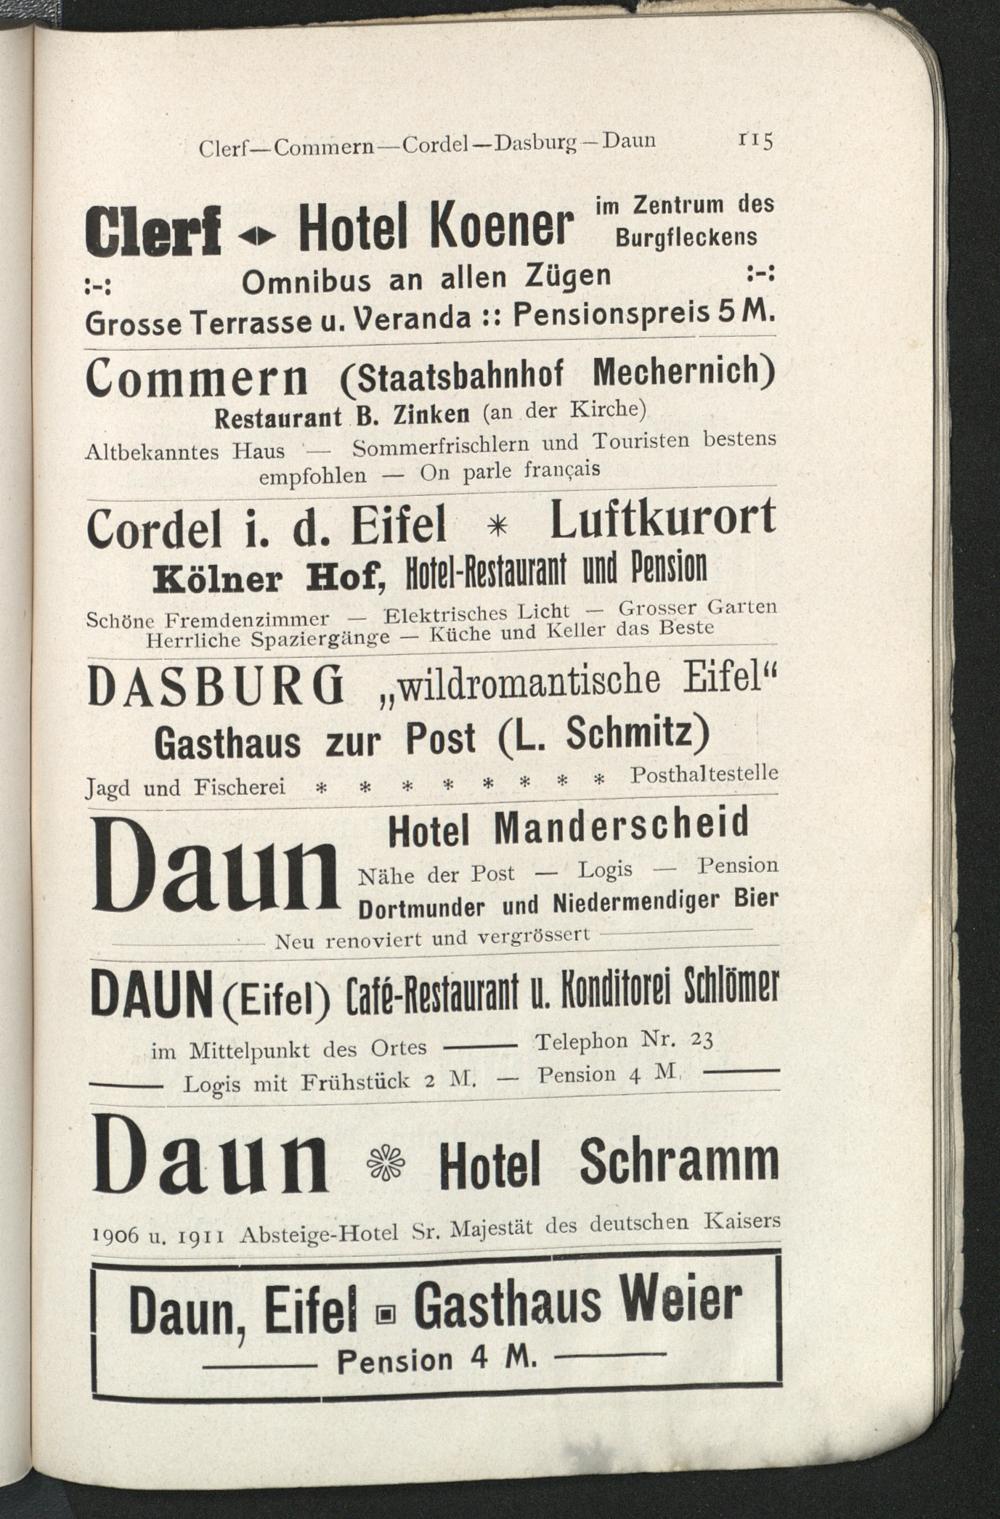 Clerf—Commern—Cordel—Dasburg—Daun 115
Clerf Hotel Koener im Zentrum des
Burgfleckens
:-: Omnibus an allen Zügen :-:
Grosse Terrasse u. Veranda :: Pensionspreis 5 M.
Commern (Staatsbahnhof Mechernich)
Restaurant B. Zinken (an der Kirche)
Altbekanntes Haus — Sommerfrischlern und Touristen bestens
empfohlen — On parle français
Cordel i. d. Eifel * Luftkurort
Kölner Hof, Hotel-Restaurant und Pension
Schöne Fremdenzimmer — Elektrisches Licht — Grosser Garten
Herrliche Spaziergänge — Küche und Keller das Beste
DASBURG „wildromantische Eifel“
Gasthaus zur Post (L. Schmitz)
Jagd und Fischerei * * * * * * * * Posthaltestelle
Daun Hotel Manderscheid
Nähe der Post — Logis — Pension
Dortmunder und Niedermendiger Bier
Neu renoviert und vergrössert
DAUN (Eifel) Café-Restaurant u. Konditorei Schlömer
im Mittelpunkt des Ortes — Telephon Nr. 23
— Logis mit Frühstück 2 M. — Pension 4 M. —
Daun Hotel Schramm
1906 u. 1911 Absteige-Hotel Sr. Majestät des deutschen Kaisers
Daun, Eifel Gasthaus Weier
— Pension 4 M. —